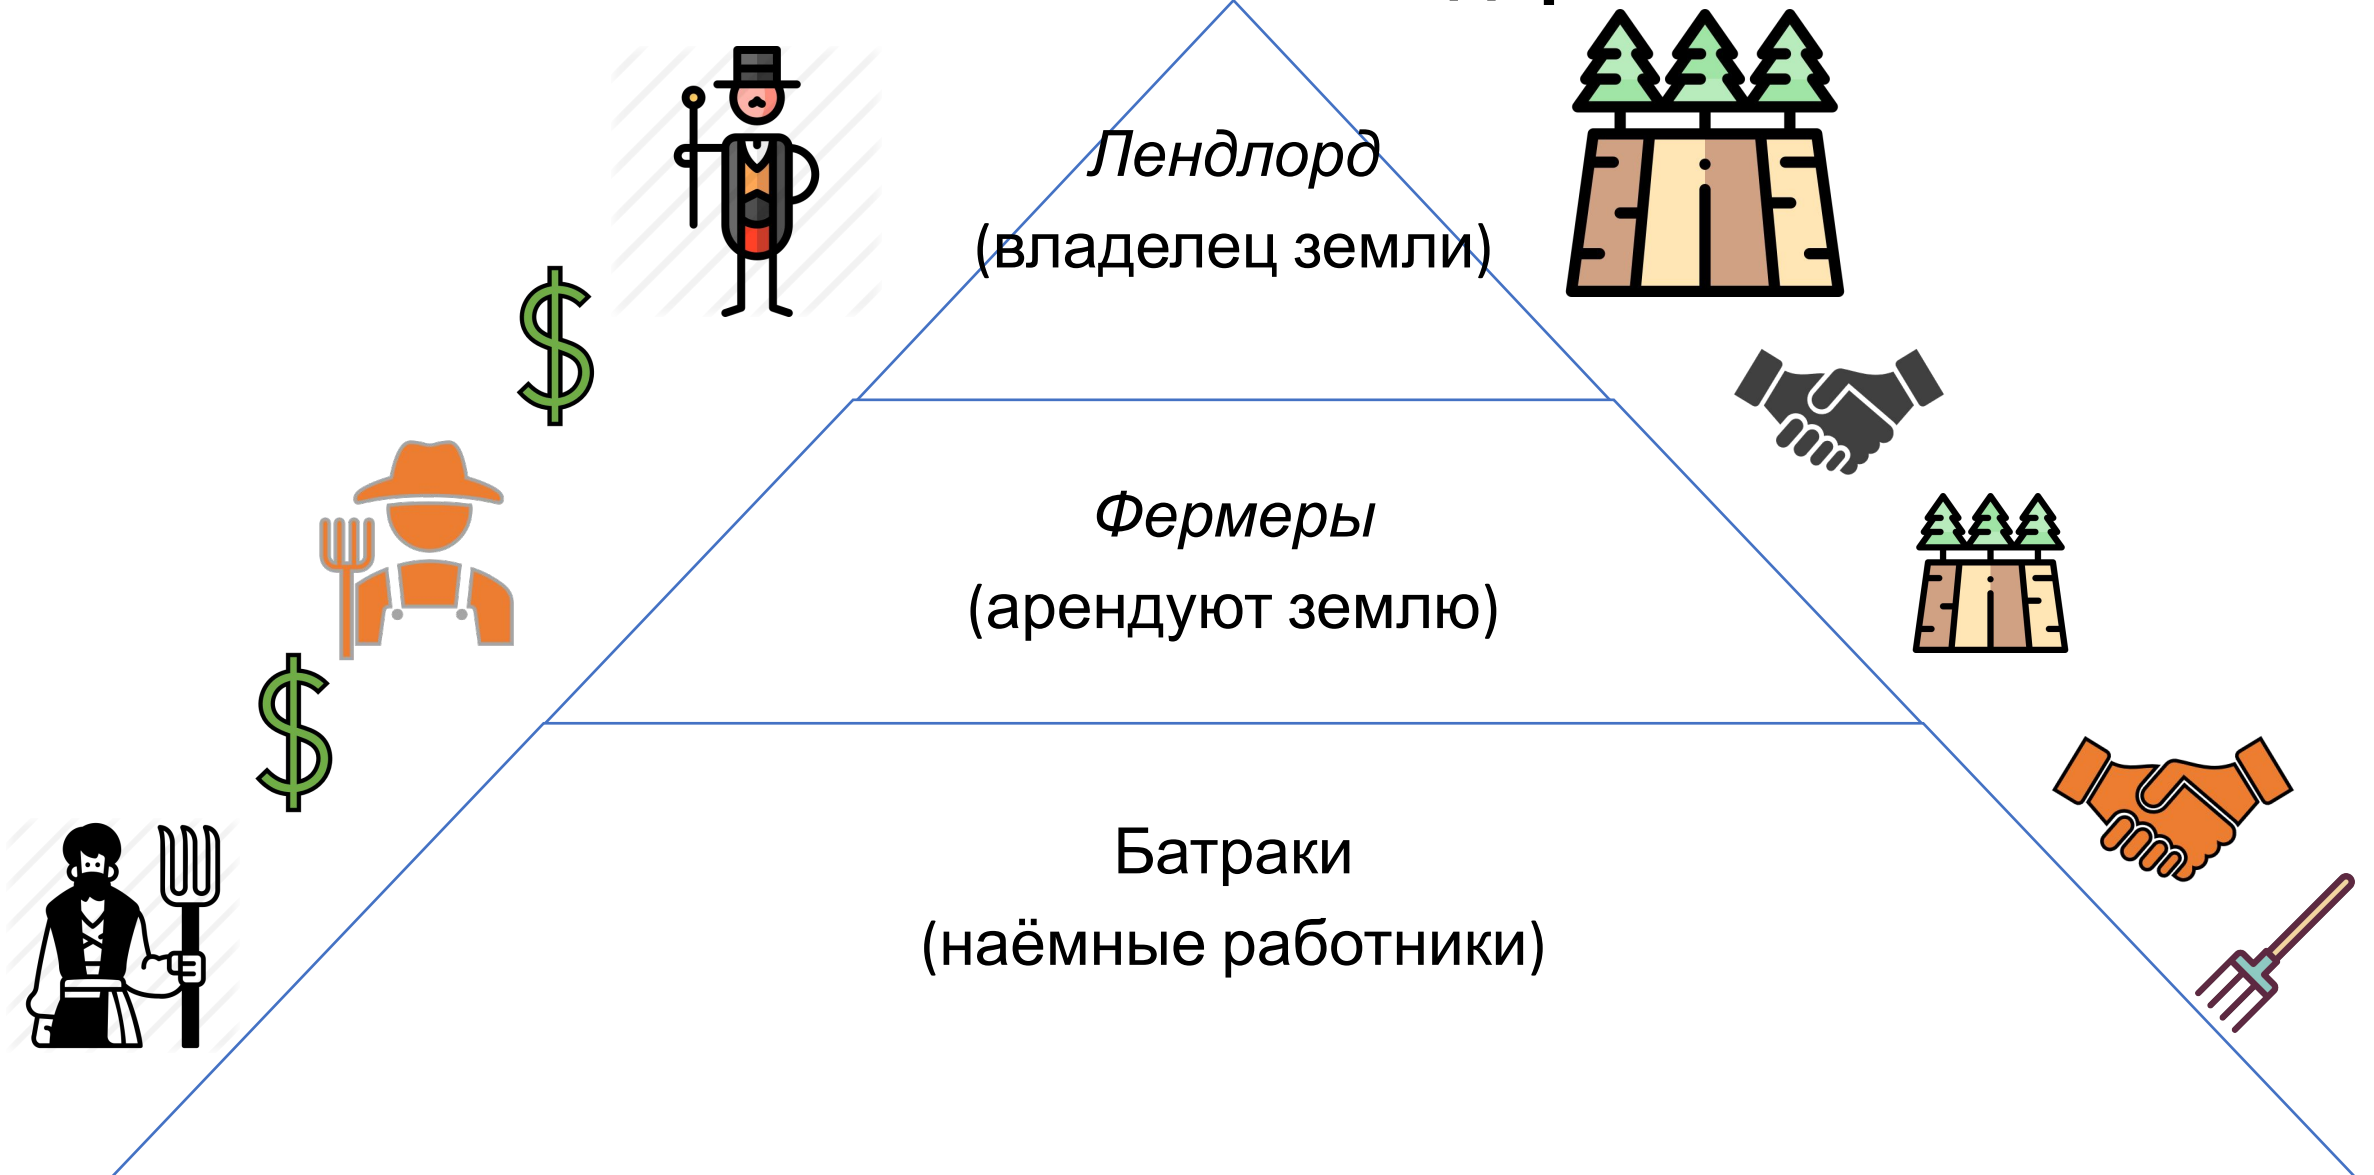 Лендлорд
(владелец земли)
Фермеры
(арендуют землю)
Батраки
(наёмные работники)